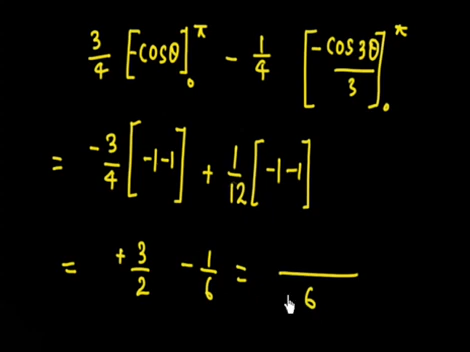 3/4 [-cosθ]₀^π - 1/4 [-cos3θ/3]₀^π
= -3/4 [-1-1] + 1/12 [-1-1]
= +3/2 - 1/6 = /6